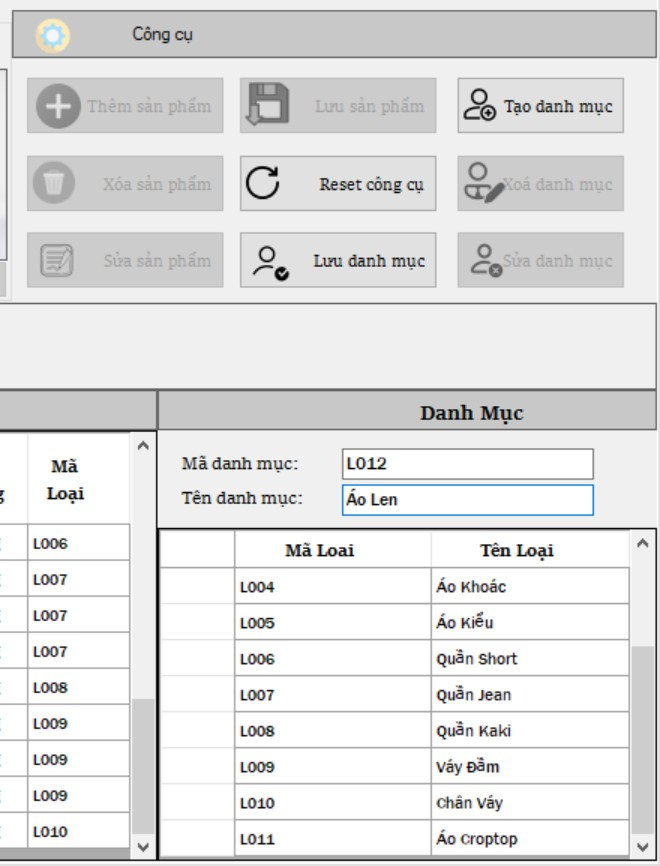 Công cụ
Thêm sản phẩm Lưu sản phẩm Tạo danh mục
Xóa sản phẩm Reset công cụ Xoá danh mục
Sửa sản phẩm Lưu danh mục Sửa danh mục
Danh Mục
Mã danh mục: L012
Tên danh mục: Áo Len
Mã
Loại
L006
L007
L007
L007
L008
L009
L009
L009
L010
Mã Loai Tên Loại
L004 Áo Khoác
L005 Áo Kiểu
L006 Quần Short
L007 Quần Jean
L008 Quần Kaki
L009 Váy Đầm
L010 Chân Váy
L011 Áo Croptop